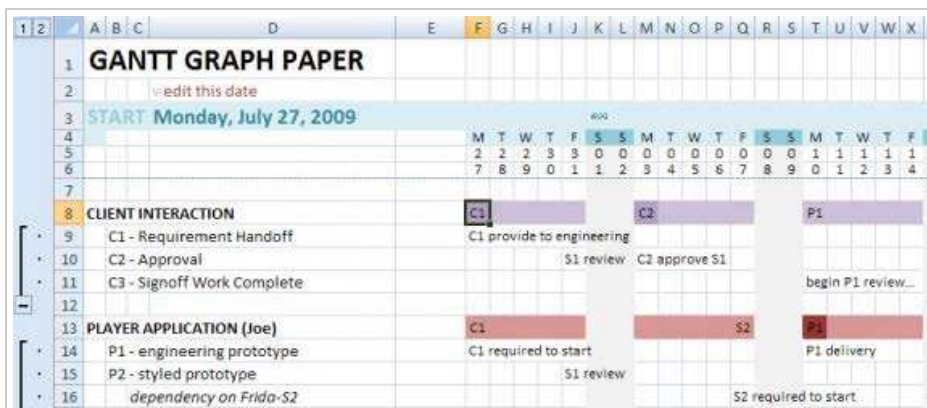 1 2 A B C D E F G H I J K L M N O P Q R S T U V W X
1 GANTT GRAPH PAPER
2 edit this date
3 START Monday, July 27, 2009 aug
4 M T W T F S S M T W T F S S M T W T F
5 2 2 2 3 3 0 0 0 0 0 0 0 0 0 1 1 1 1 1
6 7 8 9 0 1 1 2 3 4 5 6 7 8 9 0 1 2 3 4
7
8 CLIENT INTERACTION C1 C2 P1
9 C1 - Requirement Handoff C1 provide to engineering
10 C2 - Approval S1 review C2 approve S1
11 C3 - Signoff Work Complete begin P1 review...
12
13 PLAYER APPLICATION (Joe) C1 S2 P1
14 P1 - engineering prototype C1 required to start P1 delivery
15 P2 - styled prototype S1 review
16 dependency on Frida-S2 S2 required to start